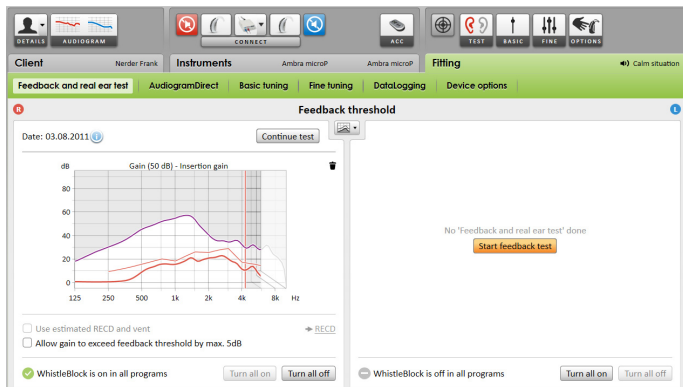 DETAILS AUDIOGRAM CONNECT ACC TEST BASIC FINE OPTIONS
Client Nerder Frank Instruments Ambra microP Ambra microP Fitting Calm situation
Feedback and real ear test AudiogramDirect Basic tuning Fine tuning DataLogging Device options
R Feedback threshold L
Date: 03.08.2011 i Continue test
dB Gain (50 dB) - Insertion gain
80
60
40
20
0
125 250 500 1k 2k 4k 8k Hz
No 'Feedback and real ear test' done
Start feedback test
Use estimated RECD and vent RECD
Allow gain to exceed feedback threshold by max. 5dB
WhistleBlock is on in all programs Turn all on Turn all off
WhistleBlock is off in all programs Turn all on Turn all off